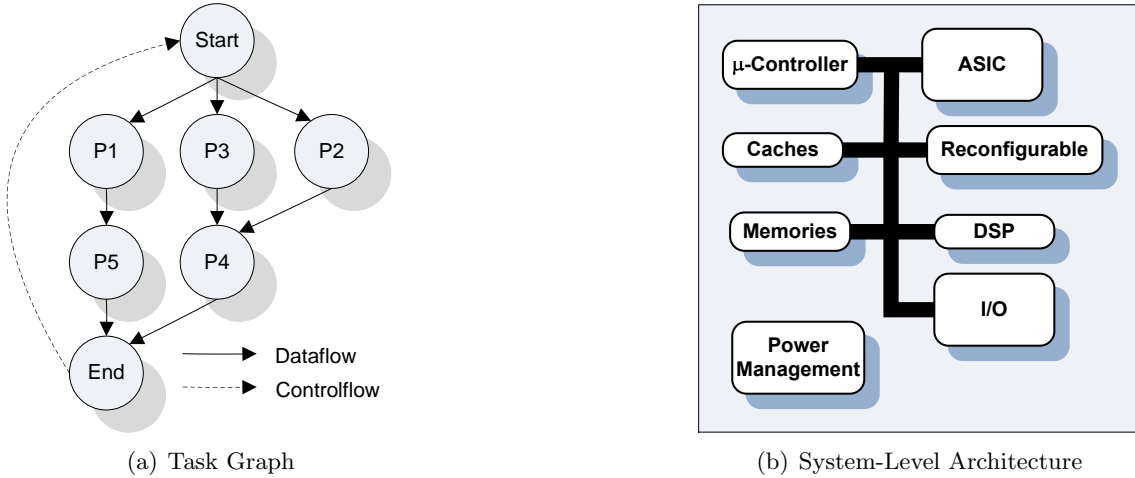 Start
P1
P3
P2
P5
P4
End
Dataflow
Controlflow
(a) Task Graph
μ-Controller
ASIC
Caches
Reconfigurable
Memories
DSP
I/O
Power
Management
(b) System-Level Architecture